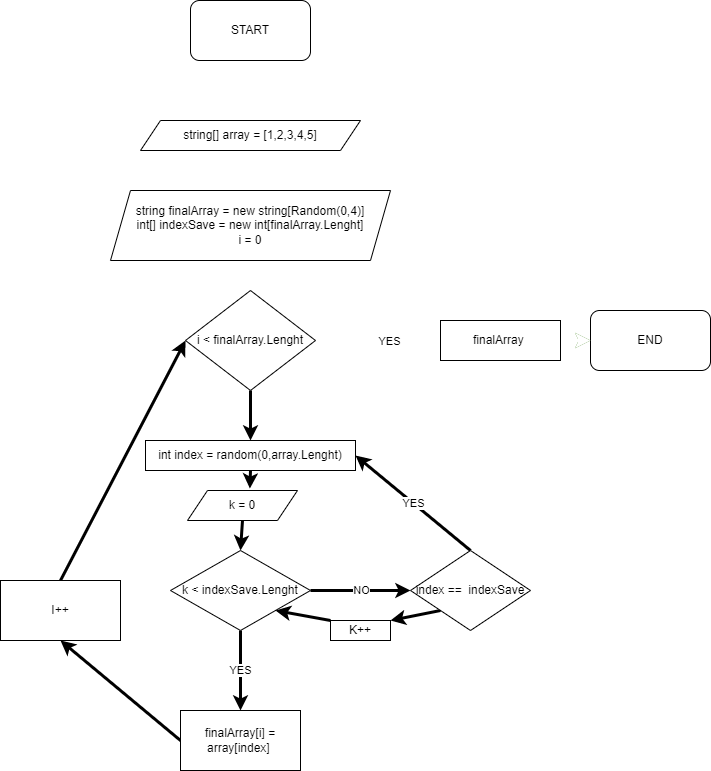 START
string[] array = [1,2,3,4,5]
string finalArray = new string[Random(0,4)]
int[] indexSave = new int[finalArray.Lenght]
i = 0
i < finalArray.Lenght
YES
finalArray
END
int index = random(0,array.Lenght)
k = 0
YES
k < indexSave.Lenght
NO
index == indexSave
I++
K++
YES
finalArray[i] =
array[index]